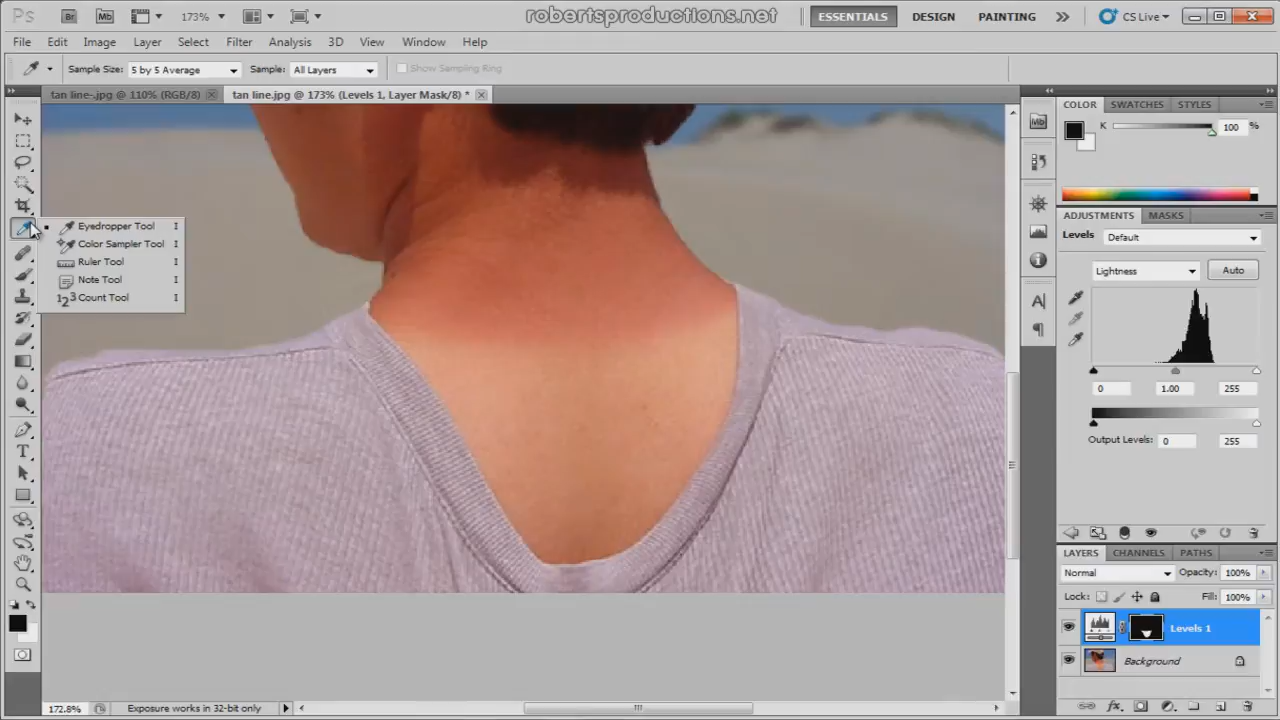 Ps Br Mb 173% robertsproductions.net ESSENTIALS DESIGN PAINTING CS Live
File Edit Image Layer Select Filter Analysis 3D View Window Help
Sample Size: 5 by 5 Average Sample: All Layers Show Sampling Ring
tan line-.jpg @ 110% (RGB/8) tan line.jpg @ 173% (Levels 1, Layer Mask/8) *
Eyedropper Tool I
Color Sampler Tool I
Ruler Tool I
Note Tool I
123 Count Tool I
Mb
COLOR SWATCHES STYLES
K 100 %
ADJUSTMENTS MASKS
Levels Default
Lightness Auto
0 1.00 255
Output Levels: 0 255
LAYERS CHANNELS PATHS
Normal Opacity: 100%
Lock: Fill: 100%
Levels 1
Background
172.8% Exposure works in 32-bit only